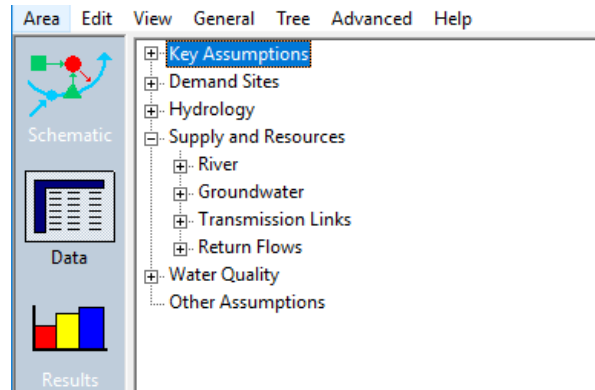 Area Edit View General Tree Advanced Help
Schematic
Data
Results
Key Assumptions
Demand Sites
Hydrology
Supply and Resources
River
Groundwater
Transmission Links
Return Flows
Water Quality
Other Assumptions